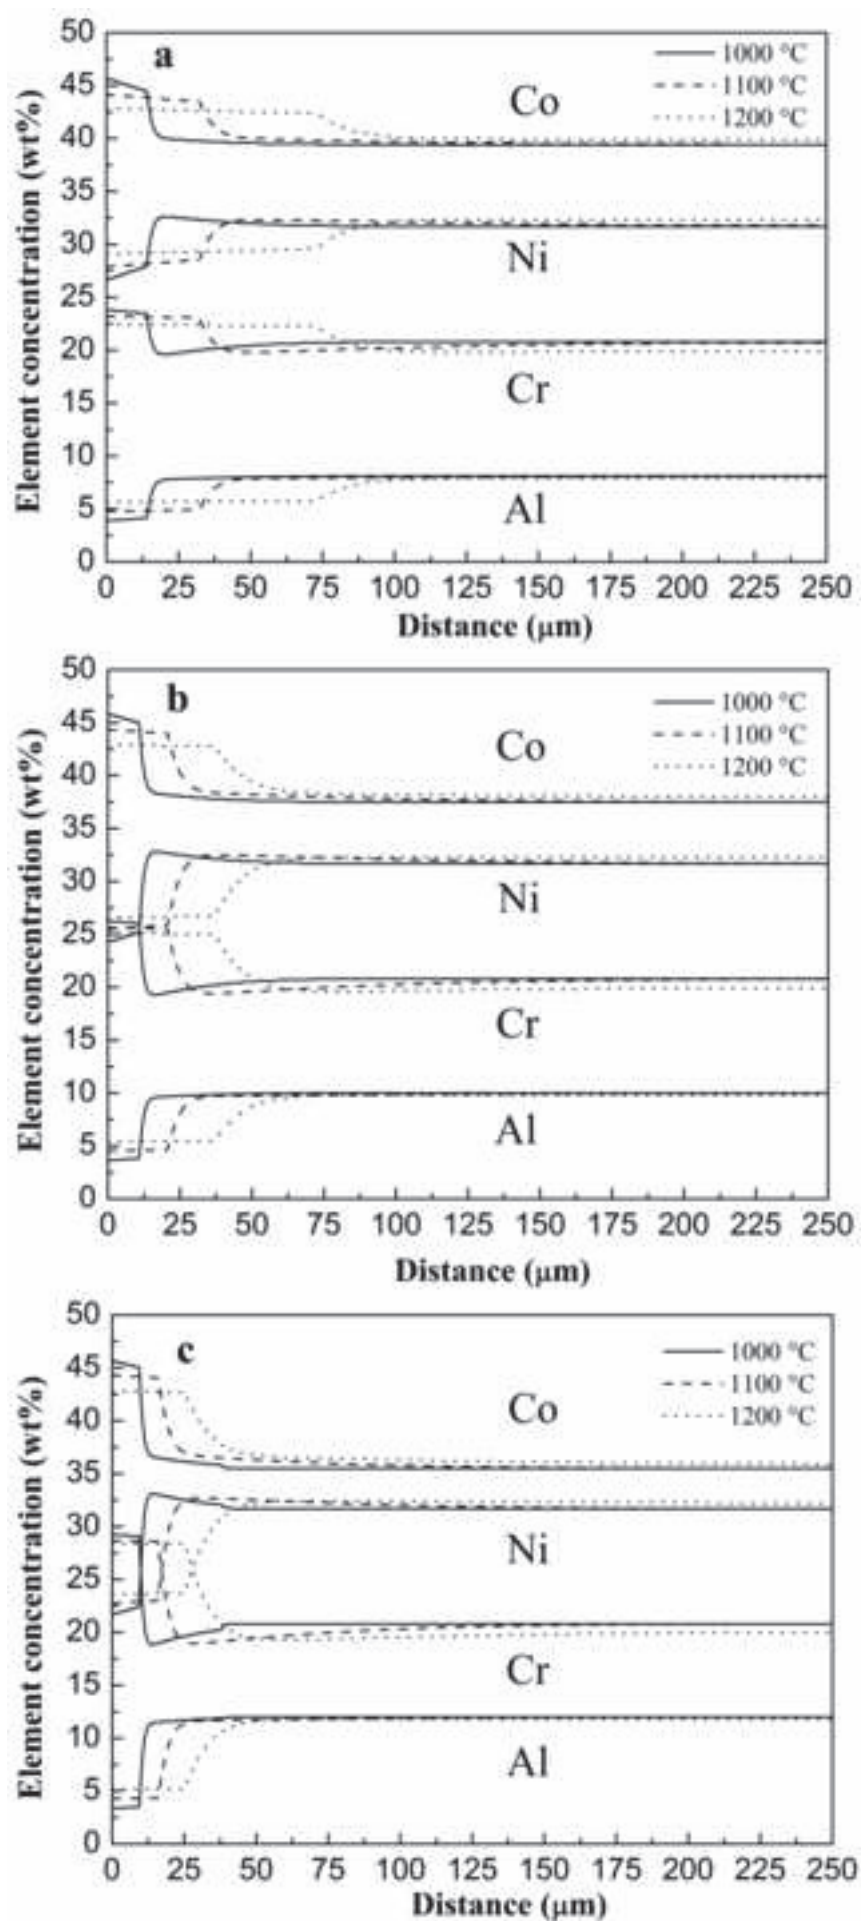 a
50
45
40
35
30
25
20
15
10
5
0
Element concentration (wt%)
1000 °C
1100 °C
1200 °C
Co
Ni
Cr
Al
0 25 50 75 100 125 150 175 200 225 250
Distance (μm)
b
50
45
40
35
30
25
20
15
10
5
0
Element concentration (wt%)
1000 °C
1100 °C
1200 °C
Co
Ni
Cr
Al
0 25 50 75 100 125 150 175 200 225 250
Distance (μm)
c
50
45
40
35
30
25
20
15
10
5
0
Element concentration (wt%)
1000 °C
1100 °C
1200 °C
Co
Ni
Cr
Al
0 25 50 75 100 125 150 175 200 225 250
Distance (μm)